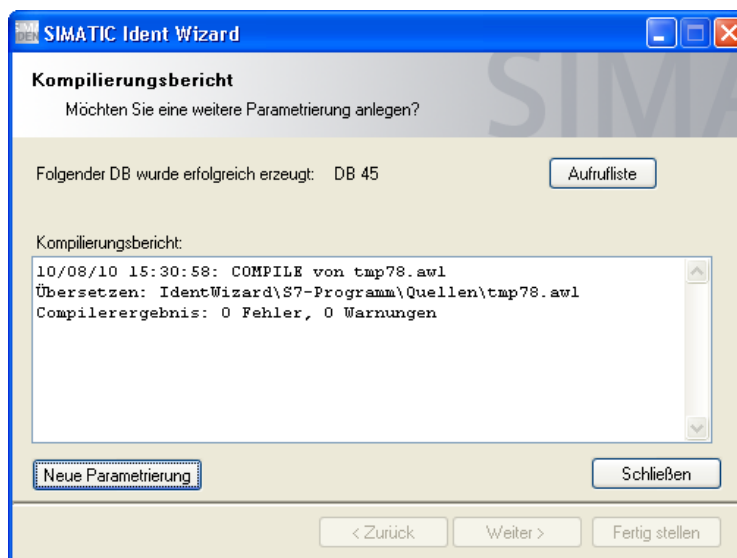 SIMATIC Ident Wizard
Kompilierungsbericht
Möchten Sie eine weitere Parametrierung anlegen?
Folgender DB wurde erfolgreich erzeugt: DB 45
Aufrufliste
Kompilierungsbericht:
10/08/10 15:30:58: COMPILE von tmp78.awl
Übersetzen: IdentWizard\S7-Programm\Quellen\tmp78.awl
Compilerergebnis: 0 Fehler, 0 Warnungen
Neue Parametrierung
Schließen
< Zurück
Weiter >
Fertig stellen